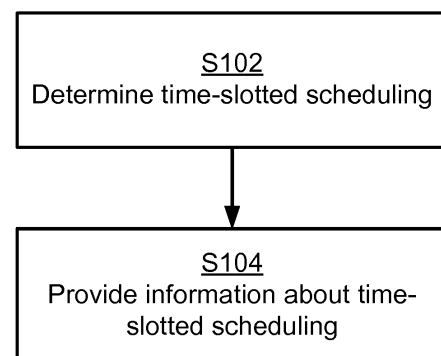 S102
Determine time-slotted scheduling
S104
Provide information about time-
slotted scheduling